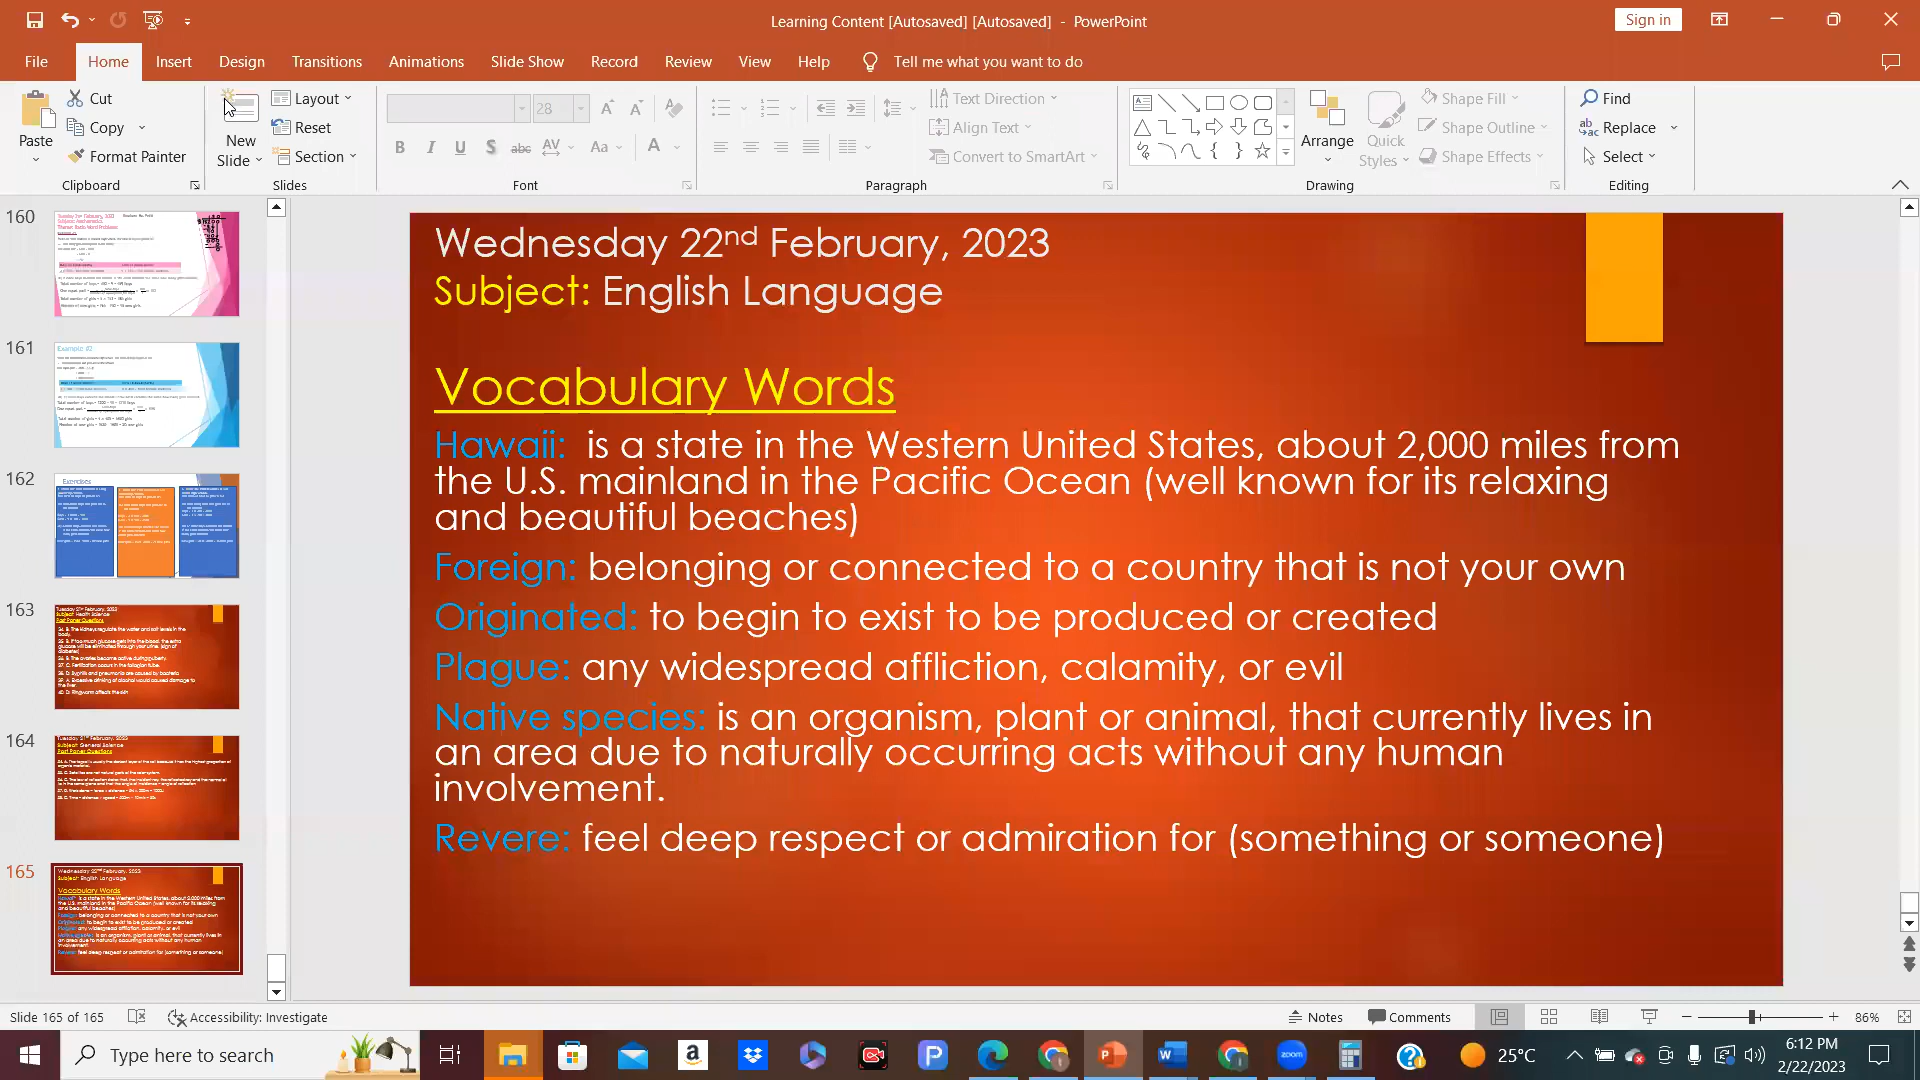 Learning Content [Autosaved] [Autosaved] - PowerPoint
Sign in
File Home Insert Design Transitions Animations Slide Show Record Review View Help Tell me what you want to do
Paste
Cut
Copy
Format Painter
Clipboard
New Slide
Layout
Reset
Section
Slides
28
Font
Text Direction
Align Text
Convert to SmartArt
Paragraph
Arrange
Quick Styles
Shape Fill
Shape Outline
Shape Effects
Drawing
Find
Replace
Select
Editing
160
161
Example #2
162
Exercises
163
164
165
Wednesday 22nd February, 2023
Subject: English Language
Vocabulary Words
Hawaii: is a state in the Western United States, about 2,000 miles from
the U.S. mainland in the Pacific Ocean (well known for its relaxing
and beautiful beaches)
Foreign: belonging or connected to a country that is not your own
Originated: to begin to exist to be produced or created
Plague: any widespread affliction, calamity, or evil
Native species: is an organism, plant or animal, that currently lives in
an area due to naturally occurring acts without any human
involvement.
Revere: feel deep respect or admiration for (something or someone)
Slide 165 of 165
Accessibility: Investigate
Notes
Comments
86%
Type here to search
25°C
6:12 PM
2/22/2023